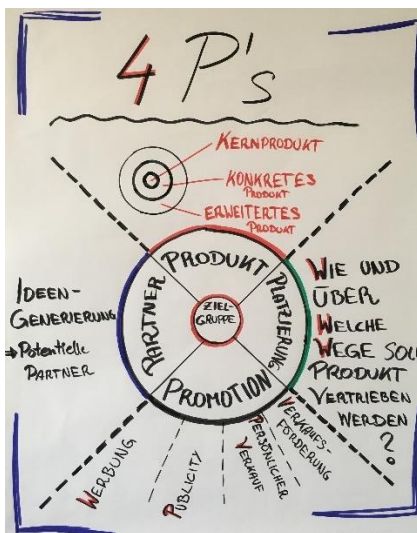 4 P's
KERNPRODUKT
KONKRETES
PRODUKT
ERWEITERTES
PRODUKT
PRODUKT
PARTNER
PLATZIERUNG
ZIEL-
GRUPPE
PROMOTION
IDEEN-
GENERIERUNG
→ POTENTIELLE
PARTNER
WIE UND
ÜBER
WELCHE
WEGE SOLL
PRODUKT
VERTRIEBEN
WERDEN
?
WERBUNG
PUBLICITY
PERSÖNLICHER
VERKAUF
VERKAUFS-
FÖRDERUNG